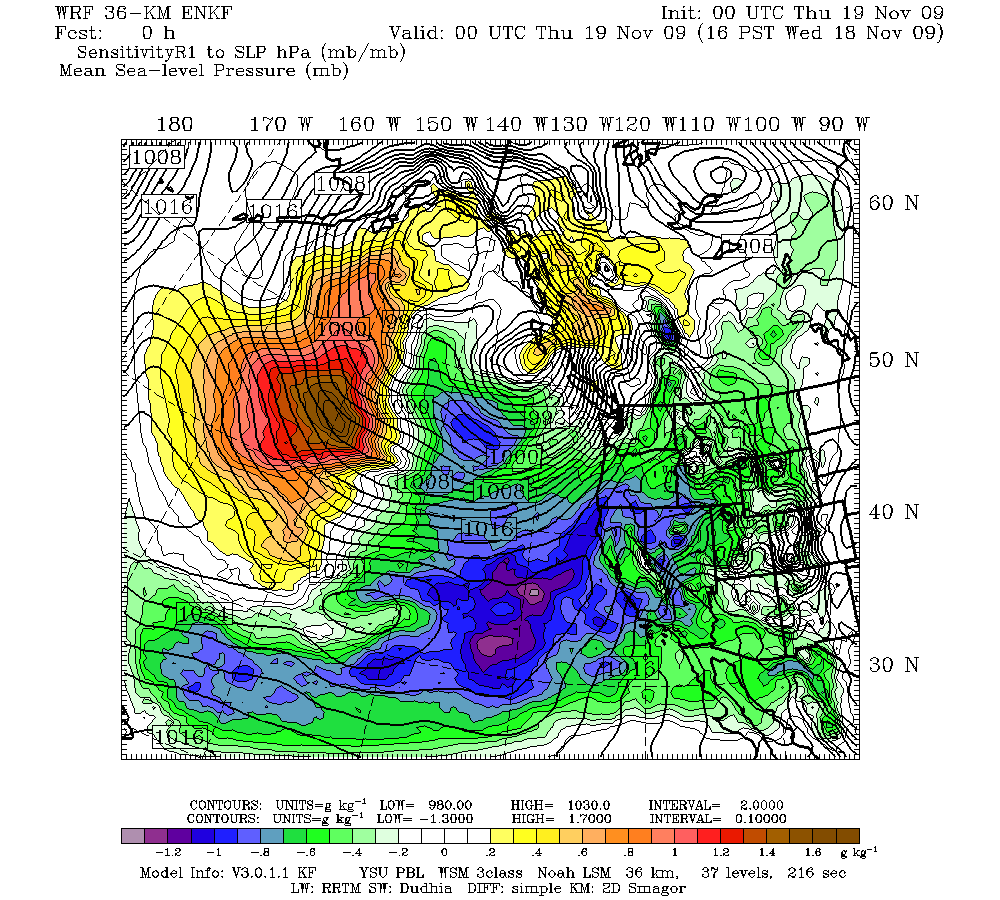 WRF 36-KM ENKF Init: 00 UTC Thu 19 Nov 09
Fcst: 0 h Valid: 00 UTC Thu 19 Nov 09 (16 PST Wed 18 Nov 09)
SensitivityR1 to SLP hPa (mb/mb)
Mean Sea-level Pressure (mb)
180 170 W 160 W 150 W 140 W 130 W 120 W 110 W 100 W 90 W
1008
1008
1016 1016
60 N
1000
50 N
1000
1008 1008
1016
40 N
1024
1024
1016
30 N
1016
CONTOURS: UNITS=g kg-1 LOW= 980.00 HIGH= 1030.0 INTERVAL= 2.0000
CONTOURS: UNITS=g kg-1 LOW= -1.3000 HIGH= 1.7000 INTERVAL= 0.10000
-1.2 -1 -.8 -.6 -.4 -.2 0 .2 .4 .6 .8 1 1.2 1.4 1.6 g kg-1
Model Info: V3.0.1.1 KF YSU PBL WSM 3class Noah LSM 36 km, 37 levels, 216 sec
LW: RRTM SW: Dudhia DIFF: simple KM: 2D Smagor